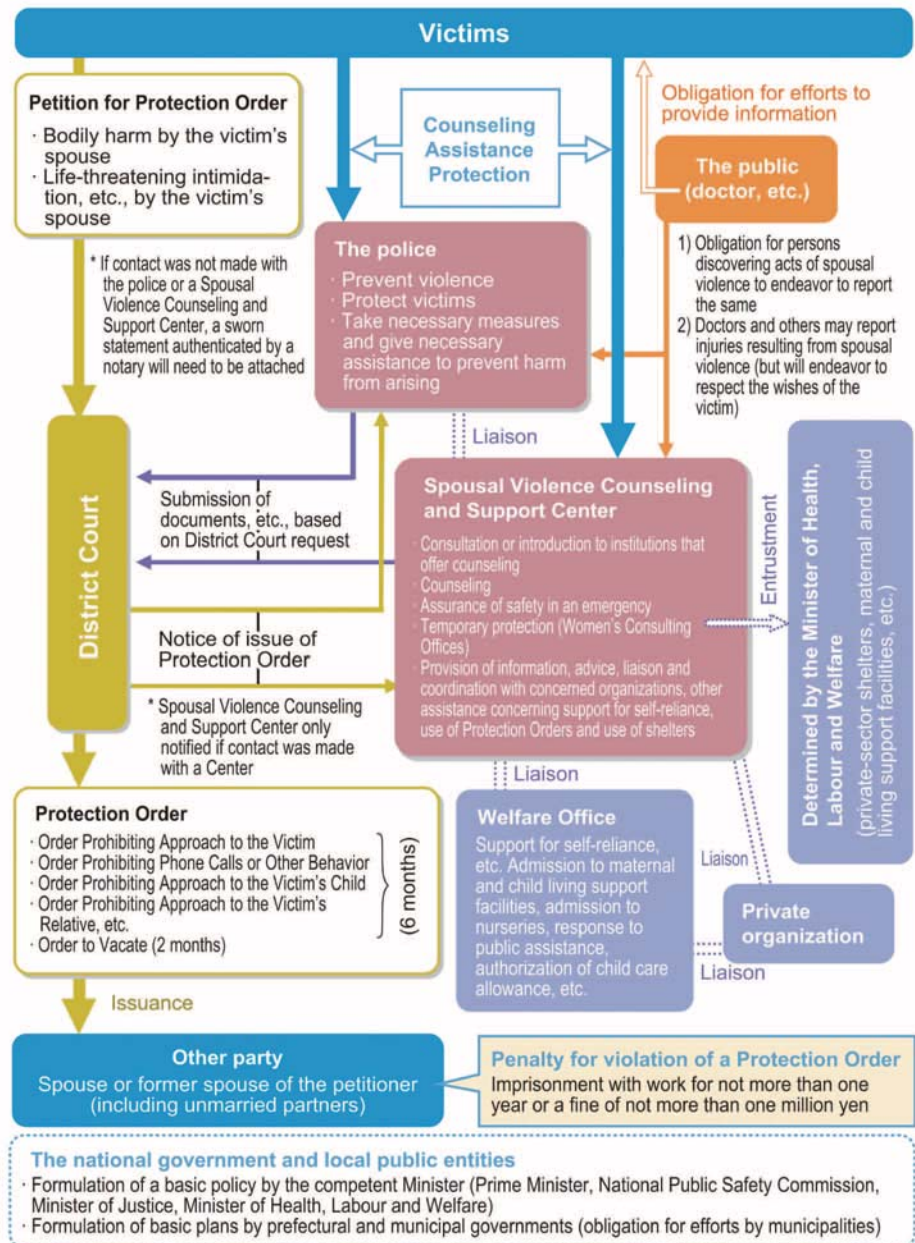 Victims
Petition for Protection Order
· Bodily harm by the victim's
spouse
· Life-threatening intimida-
tion, etc., by the victim's
spouse
Counseling
Assistance
Protection
Obligation for efforts to
provide information
The public
(doctor, etc.)
The police
· Prevent violence
· Protect victims
· Take necessary measures
and give necessary
assistance to prevent harm
from arising
* If contact was not made with
the police or a Spousal
Violence Counseling and
Support Center, a sworn
statement authenticated by a
notary will need to be attached
1) Obligation for persons
discovering acts of spousal
violence to endeavor to report
the same
2) Doctors and others may report
injuries resulting from spousal
violence (but will endeavor to
respect the wishes of the
victim)
Liaison
District Court
Submission of
documents, etc., based
on District Court request
Spousal Violence Counseling
and Support Center
· Consultation or introduction to institutions that
offer counseling
· Counseling
· Assurance of safety in an emergency
· Temporary protection (Women's Consulting
Offices)
· Provision of information, advice, liaison and
coordination with concerned organizations, other
assistance concerning support for self-reliance,
use of Protection Orders and use of shelters
Entrustment
Determined by the Minister of Health,
Labour and Welfare
(private-sector shelters, maternal and child
living support facilities, etc.)
Notice of issue of
Protection Order
* Spousal Violence Counseling
and Support Center only
notified if contact was made
with a Center
Liaison
Protection Order
· Order Prohibiting Approach to the Victim
· Order Prohibiting Phone Calls or Other Behavior
· Order Prohibiting Approach to the Victim's Child
· Order Prohibiting Approach to the Victim's
Relative, etc.
· Order to Vacate (2 months)
(6 months)
Welfare Office
Support for self-reliance,
etc. Admission to maternal
and child living support
facilities, admission to
nurseries, response to
public assistance,
authorization of child care
allowance, etc.
Liaison
Private
organization
Liaison
Issuance
Other party
Spouse or former spouse of the petitioner
(including unmarried partners)
Penalty for violation of a Protection Order
Imprisonment with work for not more than one
year or a fine of not more than one million yen
The national government and local public entities
· Formulation of a basic policy by the competent Minister (Prime Minister, National Public Safety Commission,
Minister of Justice, Minister of Health, Labour and Welfare)
· Formulation of basic plans by prefectural and municipal governments (obligation for efforts by municipalities)